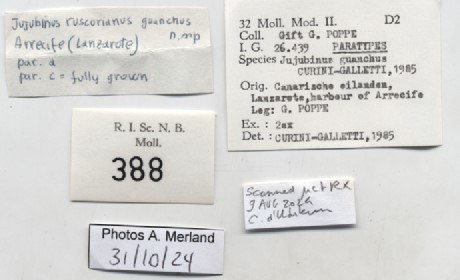 Jujubinus ruscurianus guanchus
n. mp
Arrecife (Lanzarote)
par. a
par. c = fully grown
32 Moll. Mod. II. D2
Coll. Gift G. POPPE
I. G. 26.439 PARATYPES
Species Jujubinus guanchus
CURINI-GALLETTI, 1985
Orig. Canarische eilanden,
Lanzarote, harbour of Arrecife
Leg: G. POPPE
Ex. : 2ex
Det. : CURINI-GALLETTI, 1985
R. I. Sc. N. B.
Moll.
388
Scanned
AUG
Photos A. Merland
31/10/24